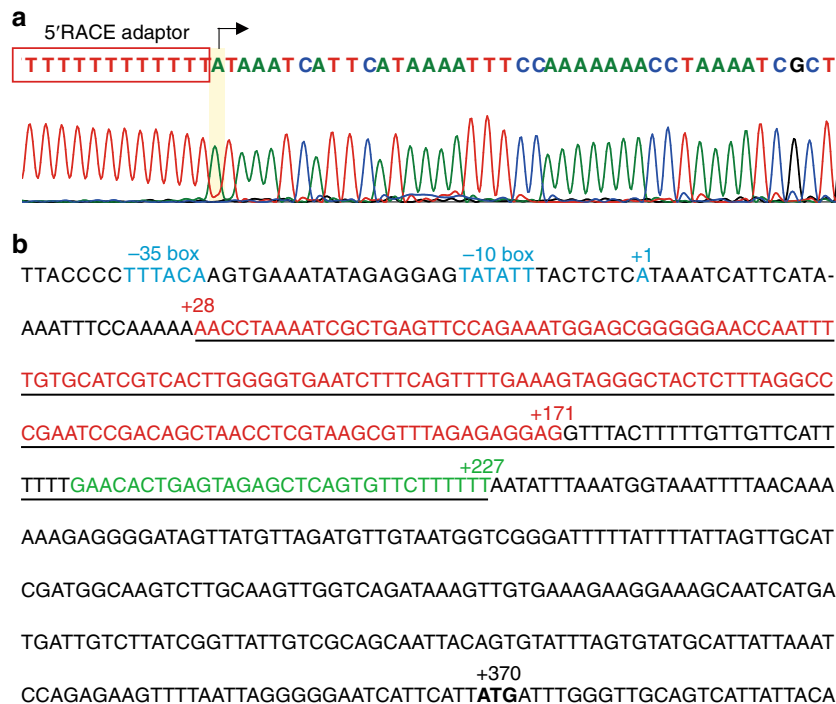 a
5′RACE adaptor
TTTTTTTTTTTTATAAATCATTCATAAAATTTCCAAAAAAACCTAAAATCGCT
b
–35 box –10 box +1
TTACCCCTTTACAAGTGAAATATAGAGGAGTATATTTACTCTCATAAATCATTCATA-
+28
AAATTTCCAAAAAAACCTAAAATCGCTGAGTTCCAGAAATGGAGCGGGGGAACCAATTT
TGTGCATCGTCACTTGGGGTGAATCTTTCAGTTTTGAAAGTAGGGCTACTCTTTAGGCC
+171
CGAATCCGACAGCTAACCTCGTAAGCGTTTAGAGAGGAGGTTTACTTTTTGTTGTTCATT
+227
TTTTGAACACTGAGTAGAGCTCAGTGTTCTTTTTTAATATTTAAATGGTAAATTTTAACAAA
AAAGAGGGGATAGTTATGTTAGATGTTGTAATGGTCGGGATTTTTATTTTATTAGTTGCAT
CGATGGCAAGTCTTGCAAGTTGGTCAGATAAAGTTGTGAAAGAAGGAAAGCAATCATGA
TGATTGTCTTATCGGTTATTGTCGCAGCAATTACAGTGTATTTAGTGTATGCATTATTAAAT
+370
CCAGAGAAGTTTTAATTAGGGGGAATCATTCATTATGATTTGGGTTGCAGTCATTATTACA